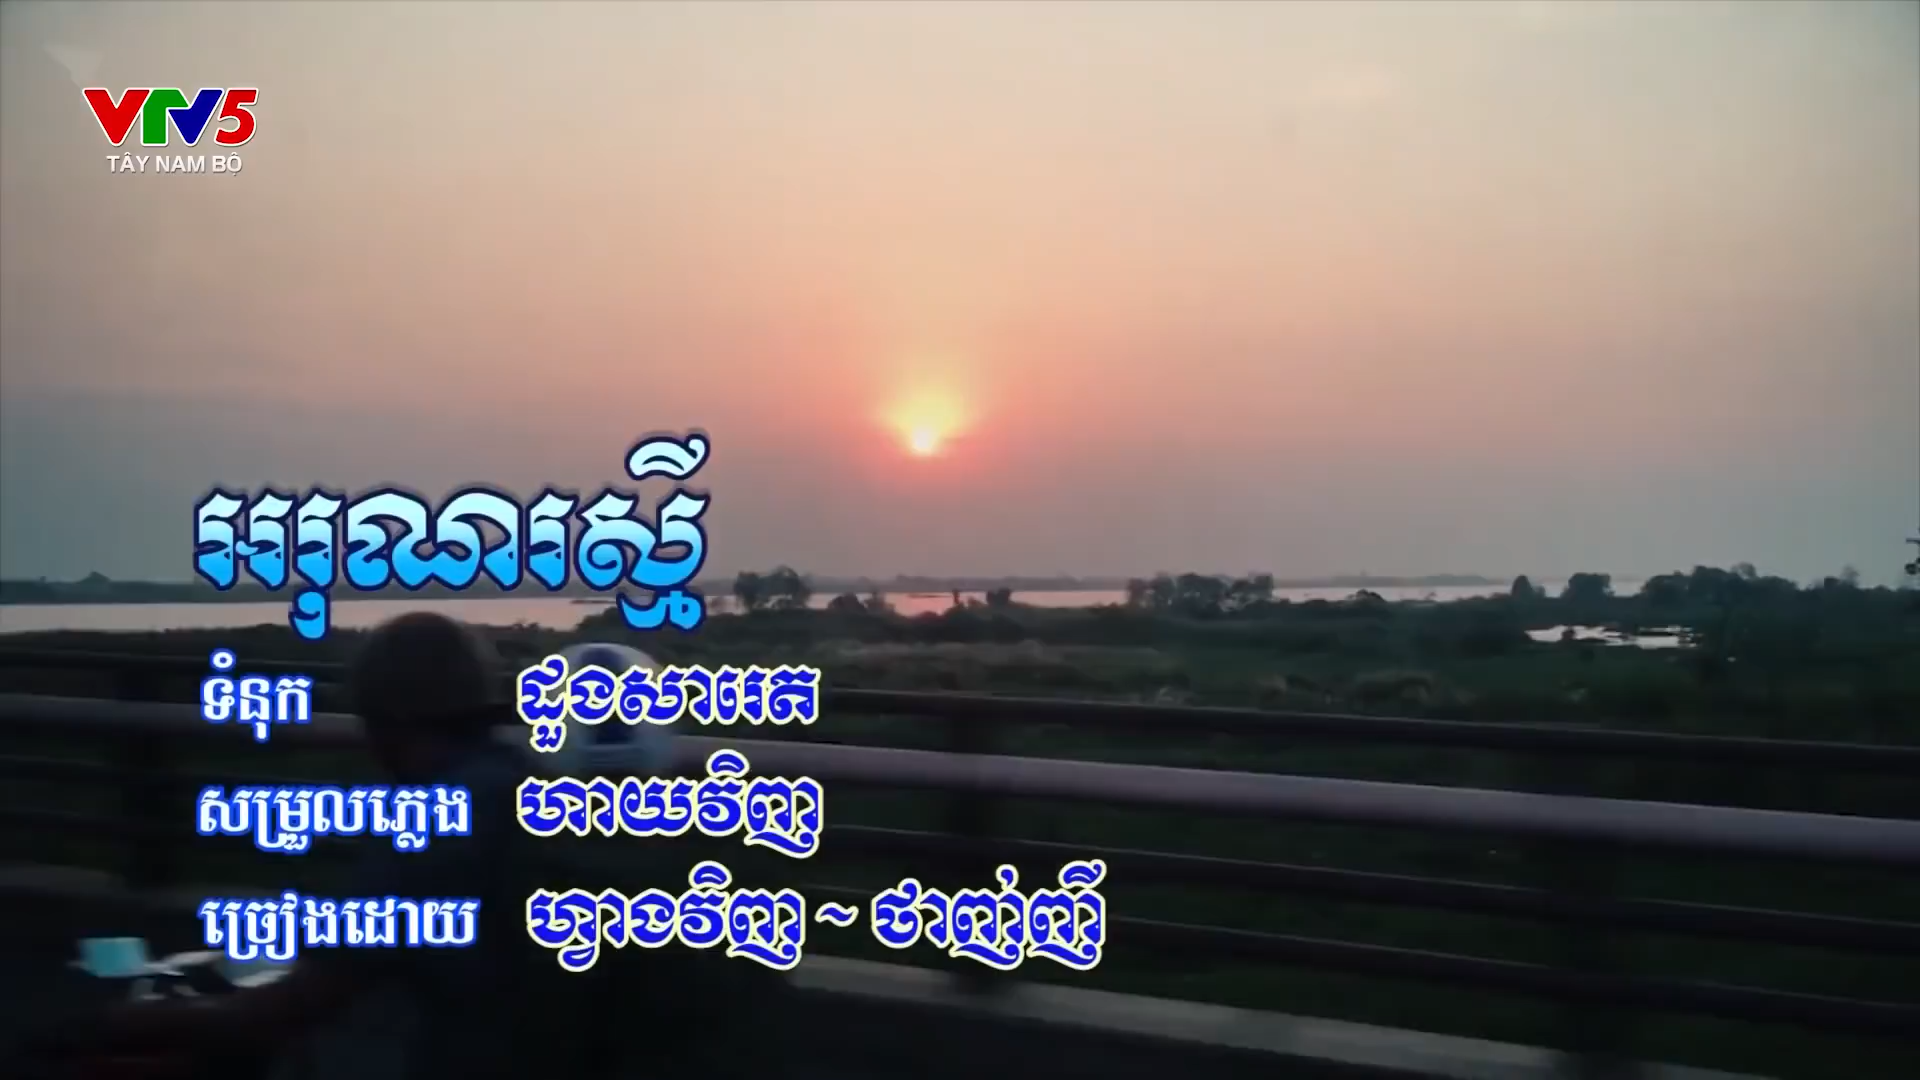 VTV5
TÂY NAM BỘ
អរុណរស្មី
ទំនុក ដួងសារេត
សម្រួលភ្លេង ហាយវិញ
ច្រៀងដោយ ហ្វាងវិញ ~ ថាញ់ញី